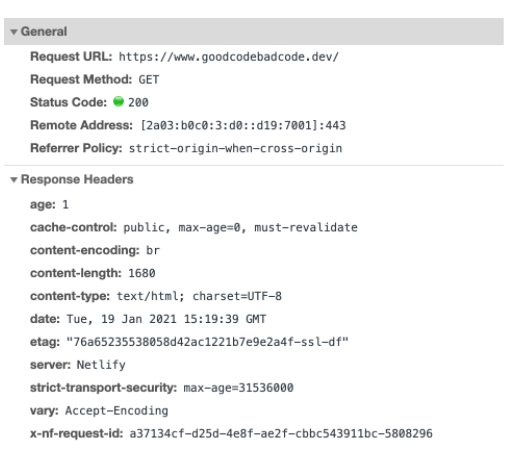 General
Request URL: https://www.goodcodebadcode.dev/
Request Method: GET
Status Code: 200
Remote Address: [2a03:b0c0:3:d0::d19:7001]:443
Referrer Policy: strict-origin-when-cross-origin
Response Headers
age: 1
cache-control: public, max-age=0, must-revalidate
content-encoding: br
content-length: 1680
content-type: text/html; charset=UTF-8
date: Tue, 19 Jan 2021 15:19:39 GMT
etag: "76a65235538058d42ac1221b7e9e2a4f-ssl-df"
server: Netlify
strict-transport-security: max-age=31536000
vary: Accept-Encoding
x-nf-request-id: a37134cf-d25d-4e8f-ae2f-cbbc543911bc-5808296